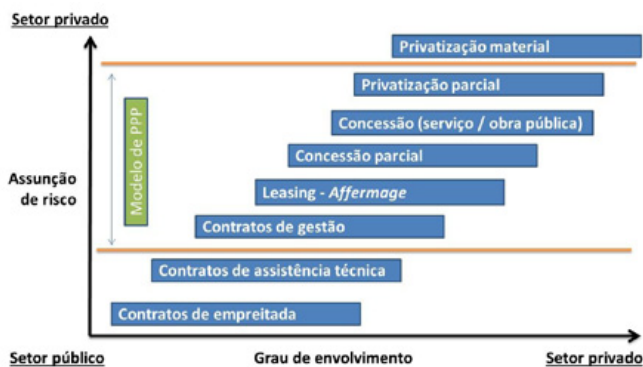 Setor privado
Privatização material
Privatização parcial
Concessão (serviço / obra pública)
Concessão parcial
Leasing - Affermage
Contratos de gestão
Contratos de assistência técnica
Contratos de empreitada
Modelo de PPP
Assunção
de risco
Setor público
Grau de envolvimento
Setor privado